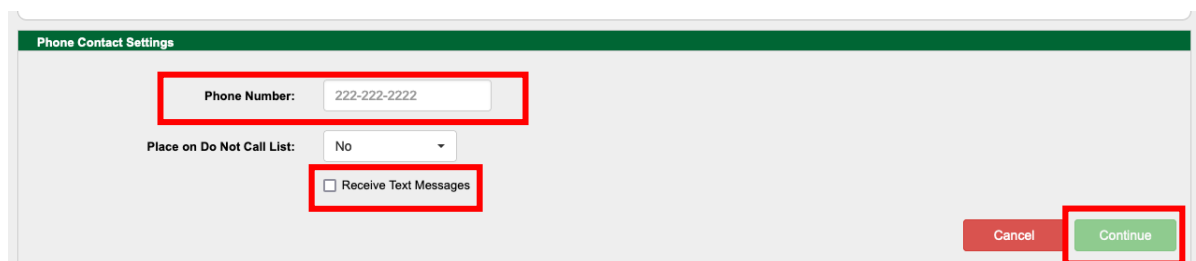 Phone Contact Settings
Phone Number: 222-222-2222
Place on Do Not Call List: No
Receive Text Messages
Cancel Continue